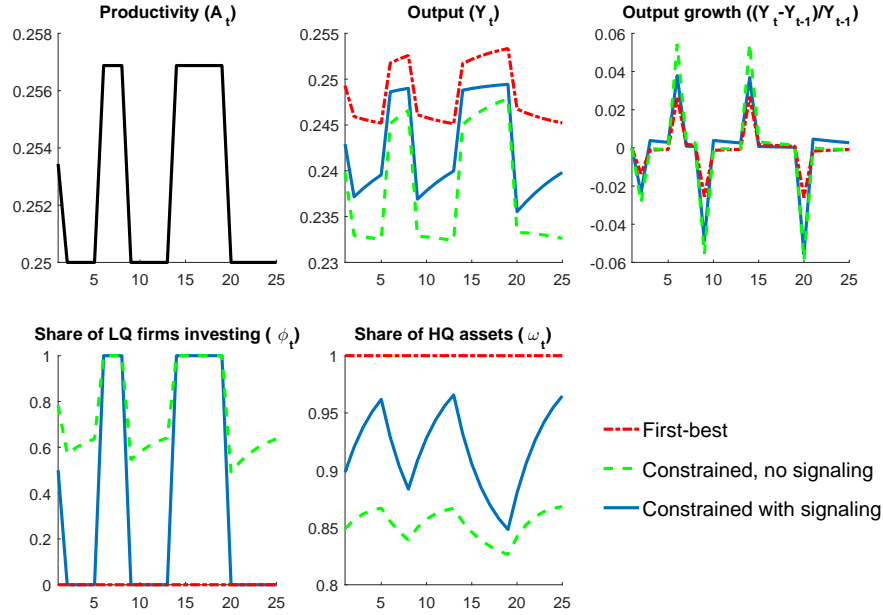 Productivity (A_t)
0.258
0.256
0.254
0.252
0.25
5 10 15 20 25
Output (Y_t)
0.255
0.25
0.245
0.24
0.235
0.23
5 10 15 20 25
Output growth ((Y_t-Y_{t-1})/Y_{t-1})
0.06
0.04
0.02
0
-0.02
-0.04
-0.06
5 10 15 20 25
Share of LQ firms investing ( ϕ_t)
1
0.8
0.6
0.4
0.2
0
5 10 15 20 25
Share of HQ assets (ω_t)
1
0.95
0.9
0.85
0.8
5 10 15 20 25
First-best
Constrained, no signaling
Constrained with signaling